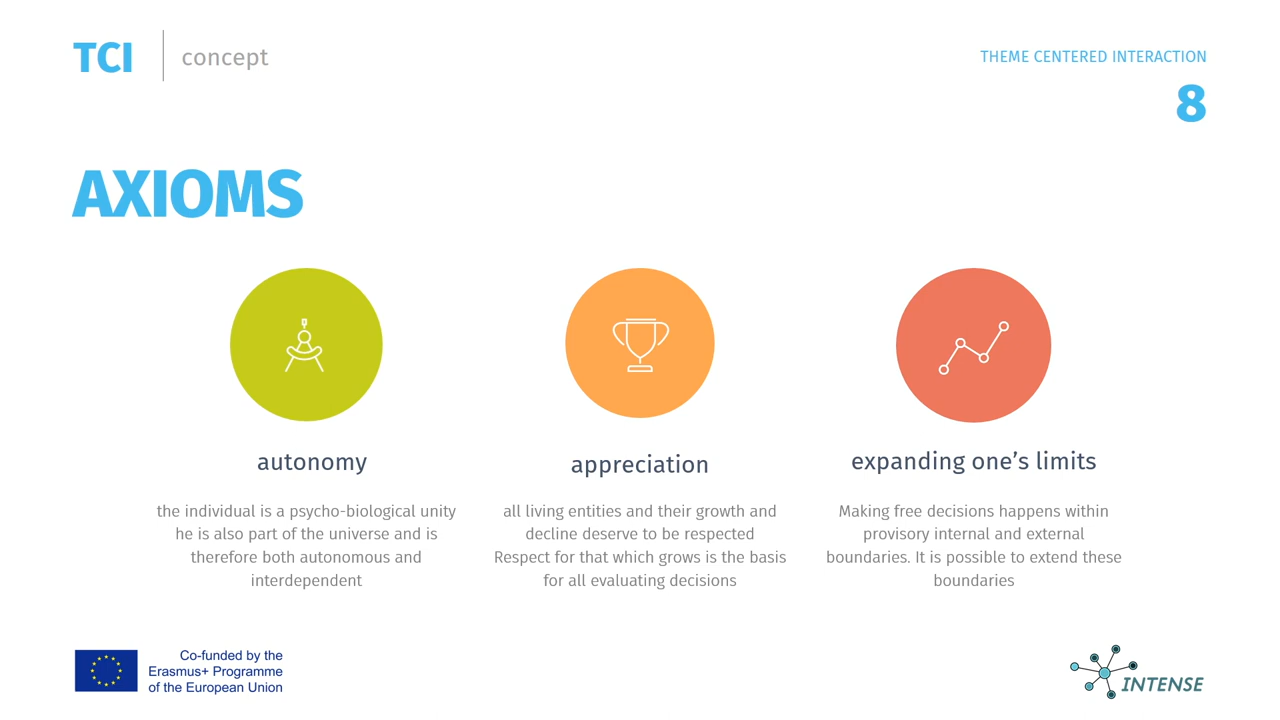 TCI
concept
THEME CENTERED INTERACTION
8
AXIOMS
autonomy
the individual is a psycho-biological unity
he is also part of the universe and is
therefore both autonomous and
interdependent
appreciation
all living entities and their growth and
decline deserve to be respected
Respect for that which grows is the basis
for all evaluating decisions
expanding one’s limits
Making free decisions happens within
provisory internal and external
boundaries. It is possible to extend these
boundaries
Co-funded by the
Erasmus+ Programme
of the European Union
INTENSE